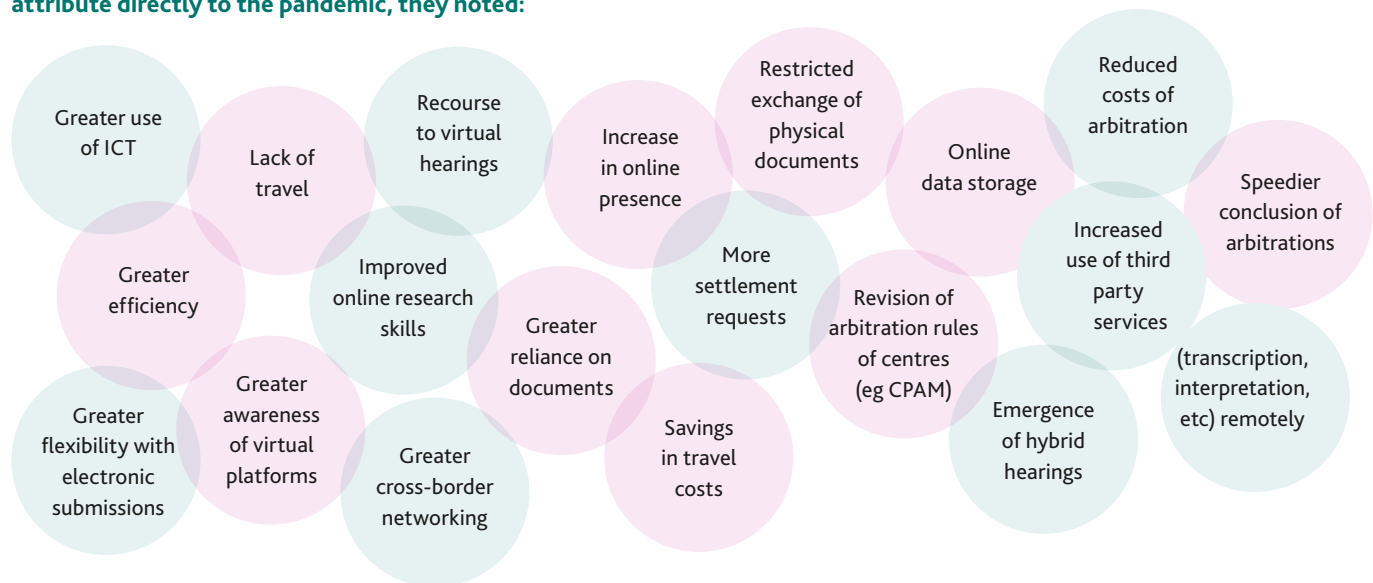 attribute directly to the pandemic, they noted:
Greater use
of ICT
Lack of
travel
Recourse
to virtual
hearings
Increase
in online
presence
Restricted
exchange of
physical
documents
Online
data storage
Reduced
costs of
arbitration
Speedier
conclusion of
arbitrations
Greater
efficiency
Improved
online research
skills
Greater
reliance on
documents
More
settlement
requests
Revision of
arbitration rules
of centres
(eg CPAM)
Increased
use of third
party
services
(transcription,
interpretation,
etc) remotely
Greater
flexibility with
electronic
submissions
Greater
awareness
of virtual
platforms
Greater
cross-border
networking
Savings
in travel
costs
Emergence
of hybrid
hearings